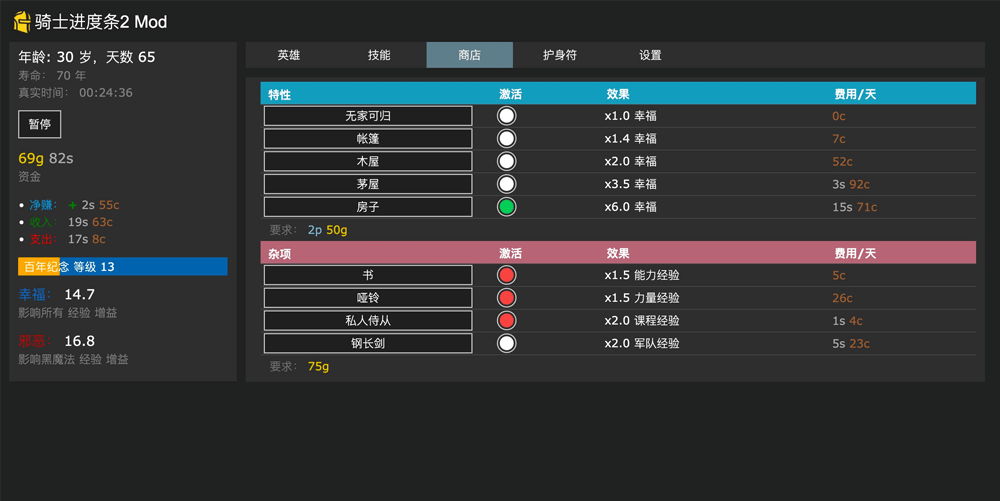 骑士进度条2 Mod
年龄: 30 岁，天数 65
寿命： 70 年
真实时间： 00:24:36
暂停
69g 82s
资金
净赚： + 2s 55c
收入： 19s 63c
支出： 17s 8c
百年纪念 等级 13
幸福： 14.7
影响所有 经验 增益
邪恶： 16.8
影响黑魔法 经验 增益
英雄 技能 商店 护身符 设置
特性 激活 效果 费用/天
无家可归 x1.0 幸福 0c
帐篷 x1.4 幸福 7c
木屋 x2.0 幸福 52c
茅屋 x3.5 幸福 3s 92c
房子 x6.0 幸福 15s 71c
要求： 2p 50g
杂项 激活 效果 费用/天
书 x1.5 能力经验 5c
哑铃 x1.5 力量经验 26c
私人侍从 x2.0 课程经验 1s 4c
钢长剑 x2.0 军队经验 5s 23c
要求： 75g